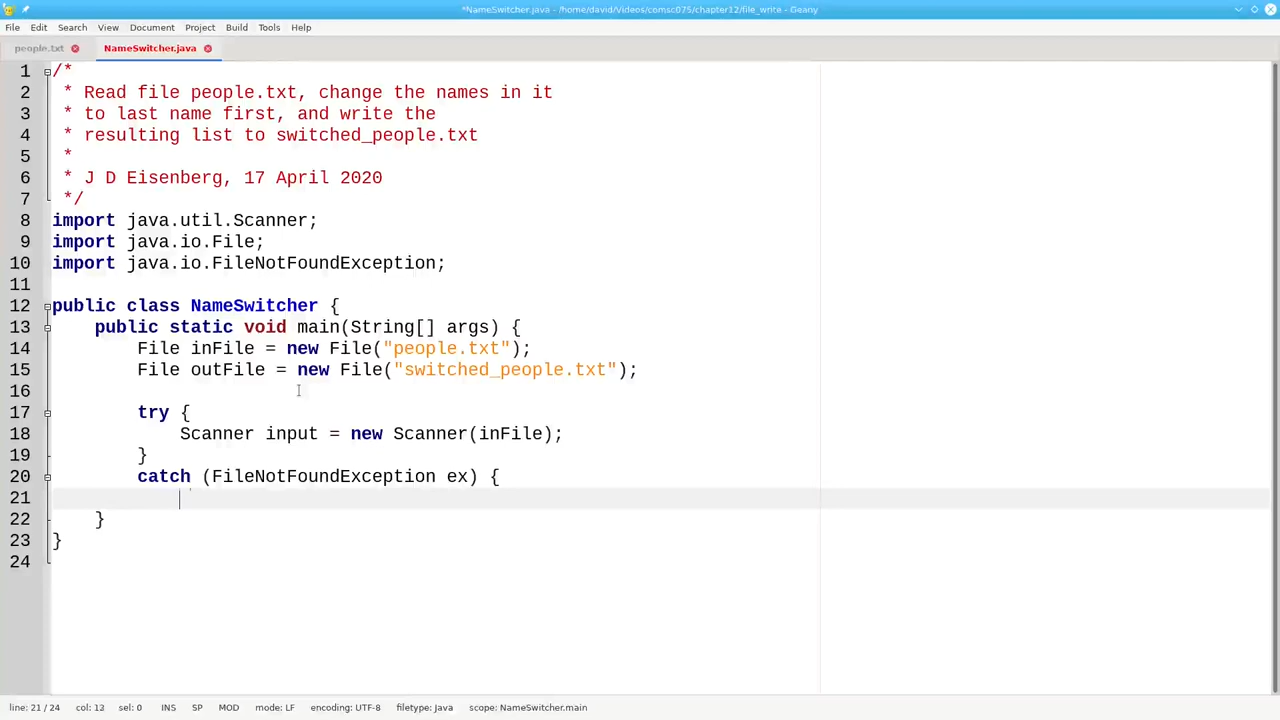 *NameSwitcher.java - /home/david/Videos/comsc075/chapter12/file_write - Geany
File Edit Search View Document Project Build Tools Help
people.txt NameSwitcher.java
1 /*
2  * Read file people.txt, change the names in it
3  * to last name first, and write the
4  * resulting list to switched_people.txt
5  *
6  * J D Eisenberg, 17 April 2020
7  */
8 import java.util.Scanner;
9 import java.io.File;
10 import java.io.FileNotFoundException;
11
12 public class NameSwitcher {
13     public static void main(String[] args) {
14         File inFile = new File("people.txt");
15         File outFile = new File("switched_people.txt");
16
17         try {
18             Scanner input = new Scanner(inFile);
19         }
20         catch (FileNotFoundException ex) {
21
22     }
23 }
24
line: 21 / 24 col: 12 sel: 0 INS SP MOD mode: LF encoding: UTF-8 filetype: Java scope: NameSwitcher.main